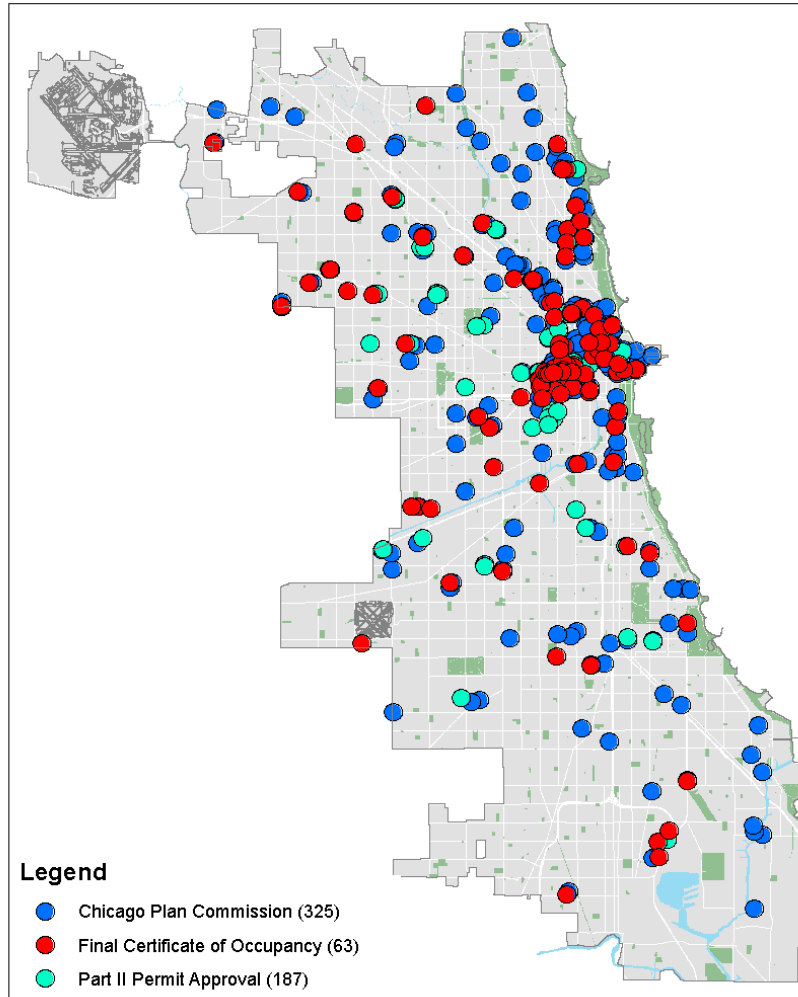 Legend
Chicago Plan Commission (325)
Final Certificate of Occupancy (63)
Part II Permit Approval (187)